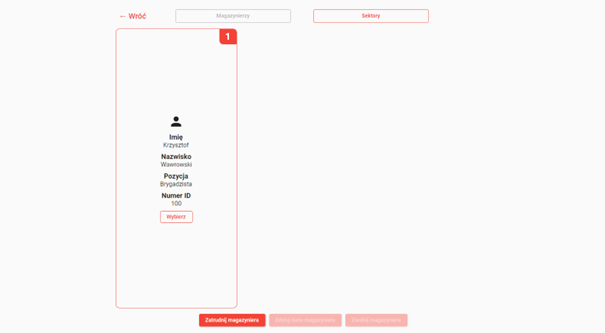 ← Wróć
Magazynierzy
Sektory
1
Imię
Krzysztof
Nazwisko
Wawrowski
Pozycja
Brygadzista
Numer ID
100
Wybierz
Zatrudnij magazyniera
Edytuj dane magazyniera
Zwolnij magazyniera